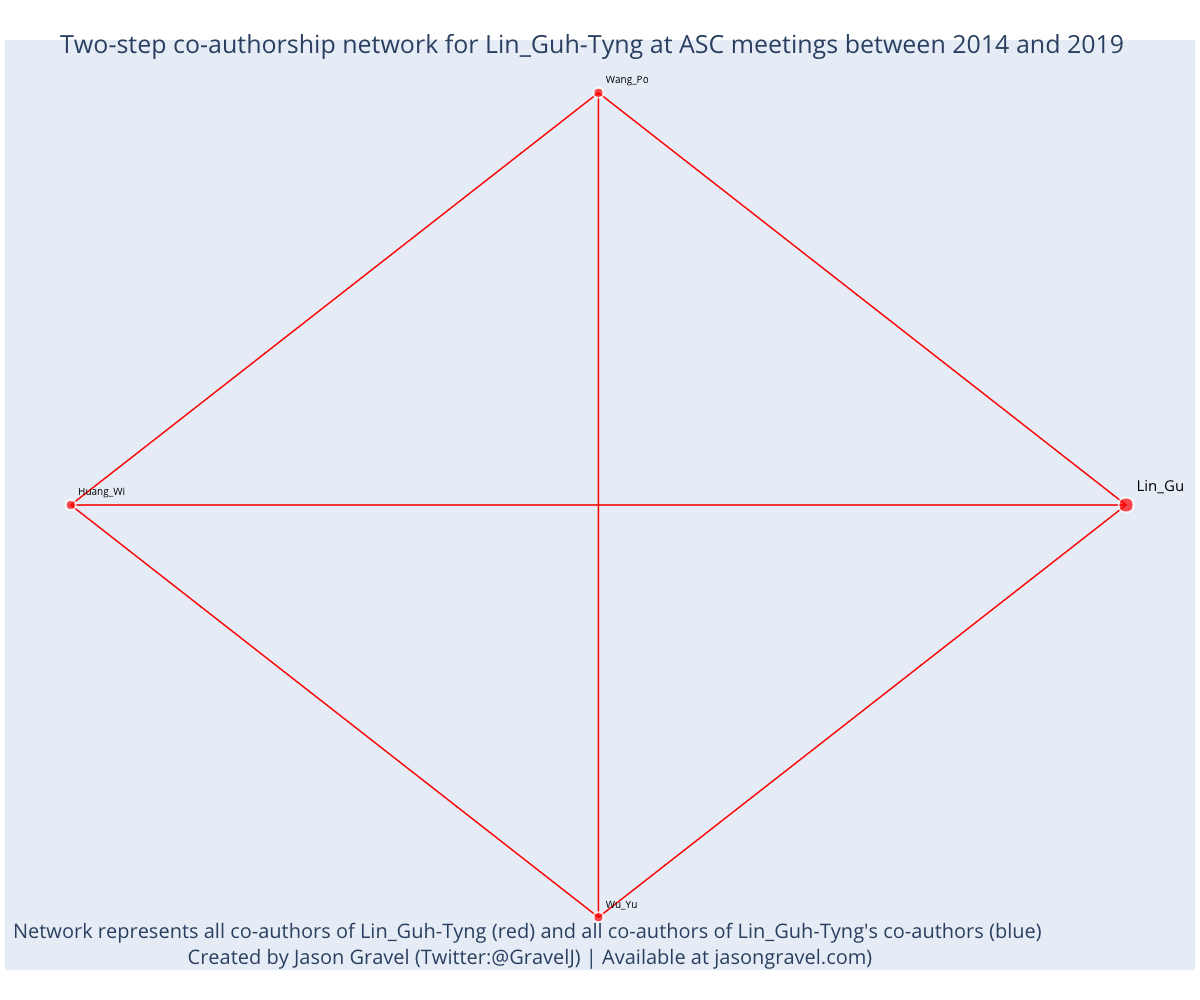 Two-step co-authorship network for Lin_Guh-Tyng at ASC meetings between 2014 and 2019
Wang_Po
Lin_Gu
Huang_Wi
Wu_Yu
Network represents all co-authors of Lin_Guh-Tyng (red) and all co-authors of Lin_Guh-Tyng's co-authors (blue)
Created by Jason Gravel (Twitter:@GravelJ) | Available at jasongravel.com)